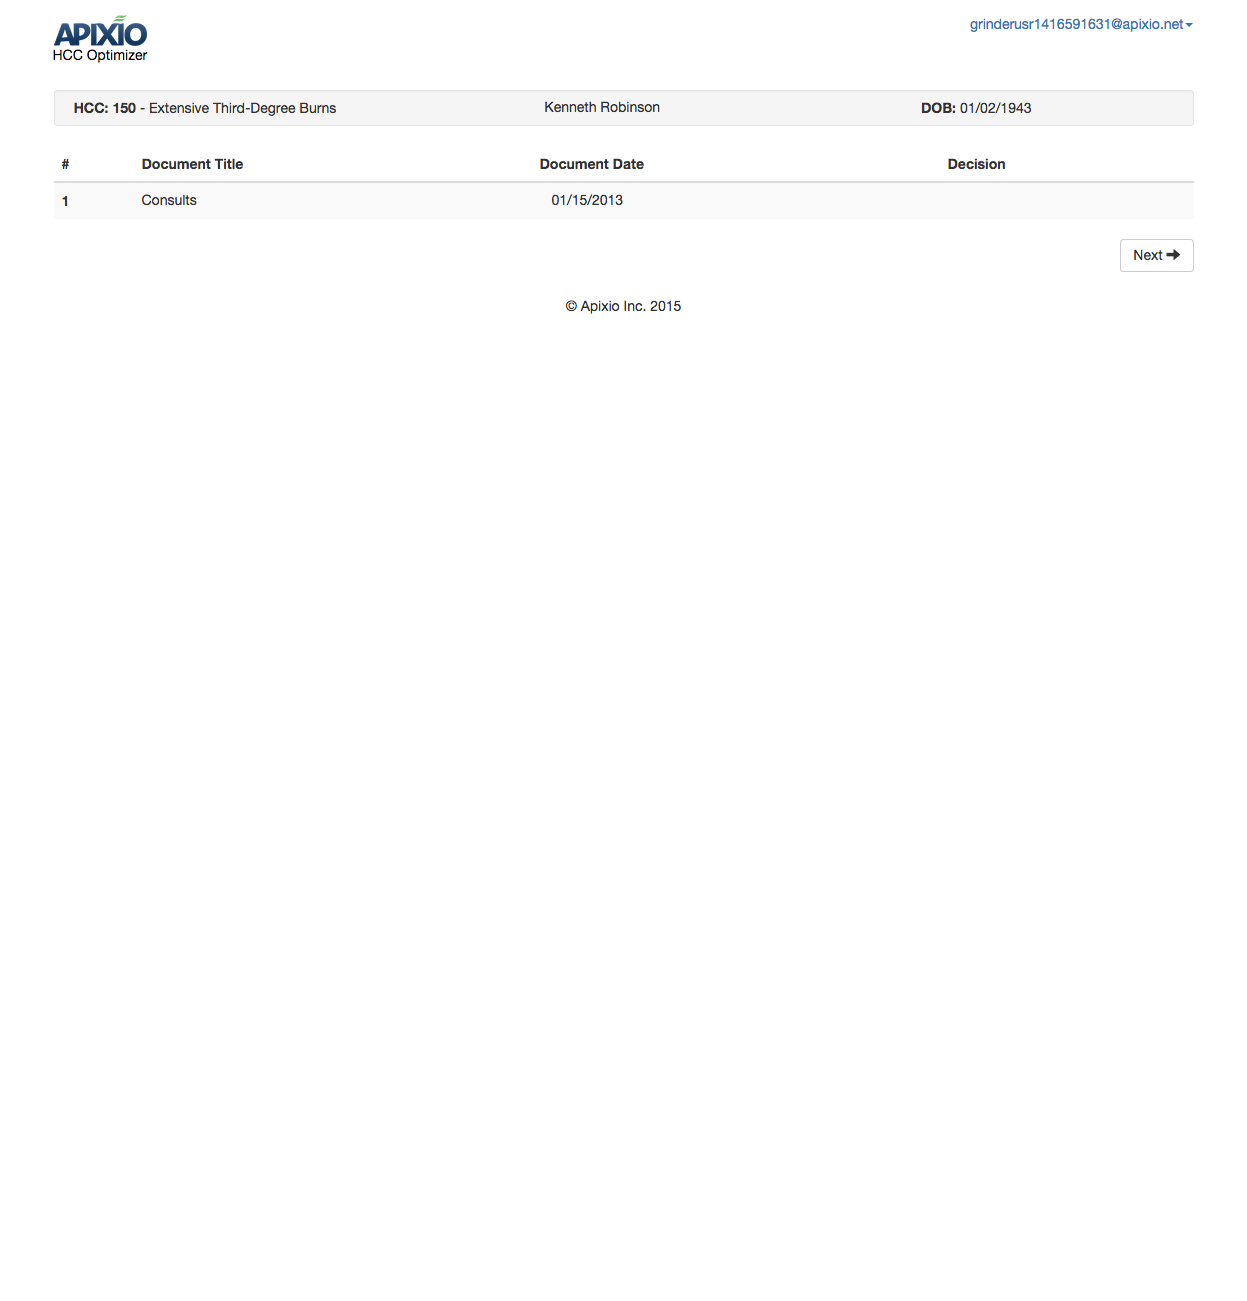 APIXIO
HCC Optimizer
grinderusr1416591631@apixio.net
HCC: 150 - Extensive Third-Degree Burns Kenneth Robinson DOB: 01/02/1943
# Document Title Document Date Decision
1 Consults 01/15/2013
Next
© Apixio Inc. 2015